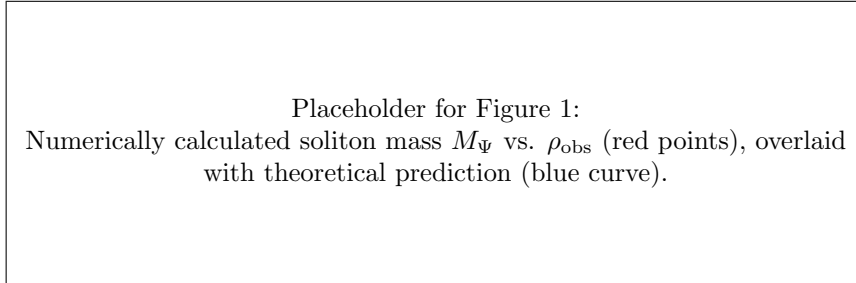 Placeholder for Figure 1:
Numerically calculated soliton mass M_Ψ vs. ρ_obs (red points), overlaid
with theoretical prediction (blue curve).